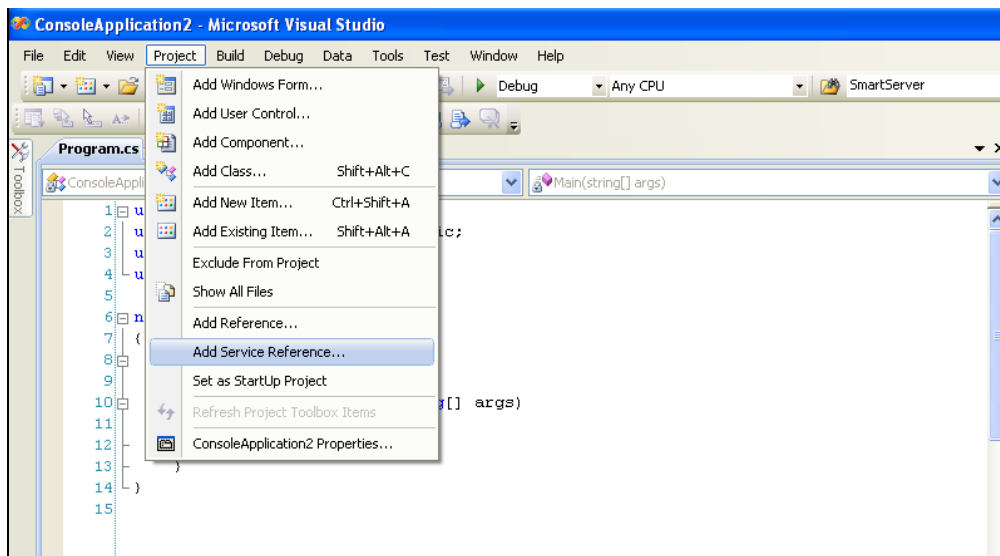 ConsoleApplication2 - Microsoft Visual Studio
File Edit View Project Build Debug Data Tools Test Window Help
Debug Any CPU SmartServer
Program.cs
ConsoleAppli Main(string[] args)
Toolbox
Add Windows Form...
Add User Control...
Add Component...
Add Class... Shift+Alt+C
Add New Item... Ctrl+Shift+A
Add Existing Item... Shift+Alt+A
Exclude From Project
Show All Files
Add Reference...
Add Service Reference...
Set as StartUp Project
Refresh Project Toolbox Items
ConsoleApplication2 Properties...
1 u
2 u ic;
3 u
4 u
5
6 n
7 {
8
9
10 g[] args)
11
12
13 }
14 }
15